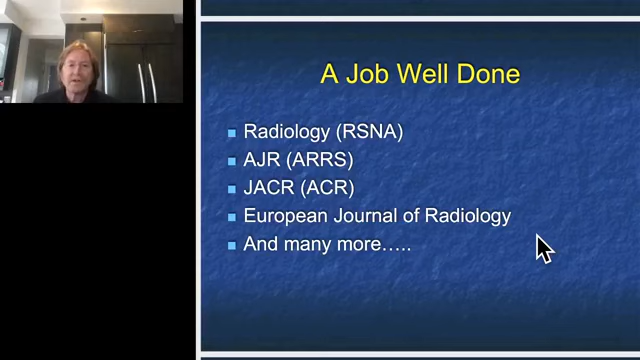 A Job Well Done
Radiology (RSNA)
AJR (ARRS)
JACR (ACR)
European Journal of Radiology
And many more.....